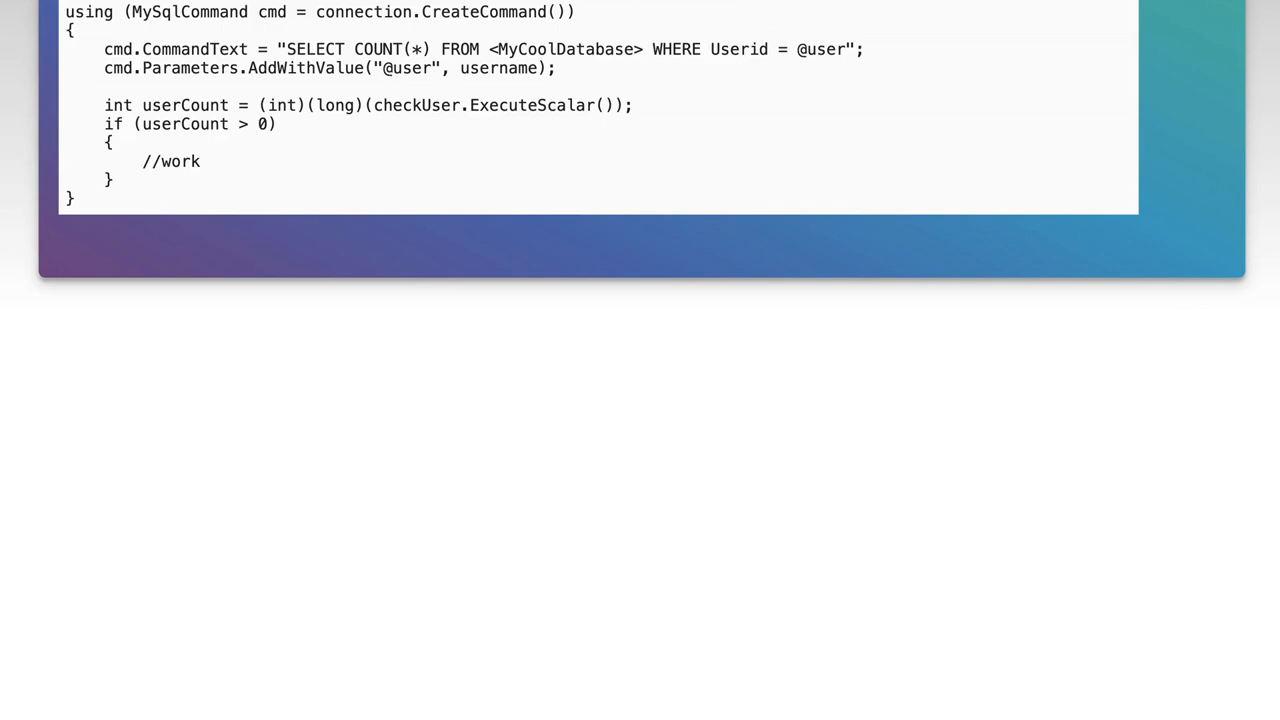 using (MySqlCommand cmd = connection.CreateCommand())
{
    cmd.CommandText = "SELECT COUNT(*) FROM <MyCoolDatabase> WHERE Userid = @user";
    cmd.Parameters.AddWithValue("@user", username);

    int userCount = (int)(long)(checkUser.ExecuteScalar());
    if (userCount > 0)
    {
        //work
    }
}